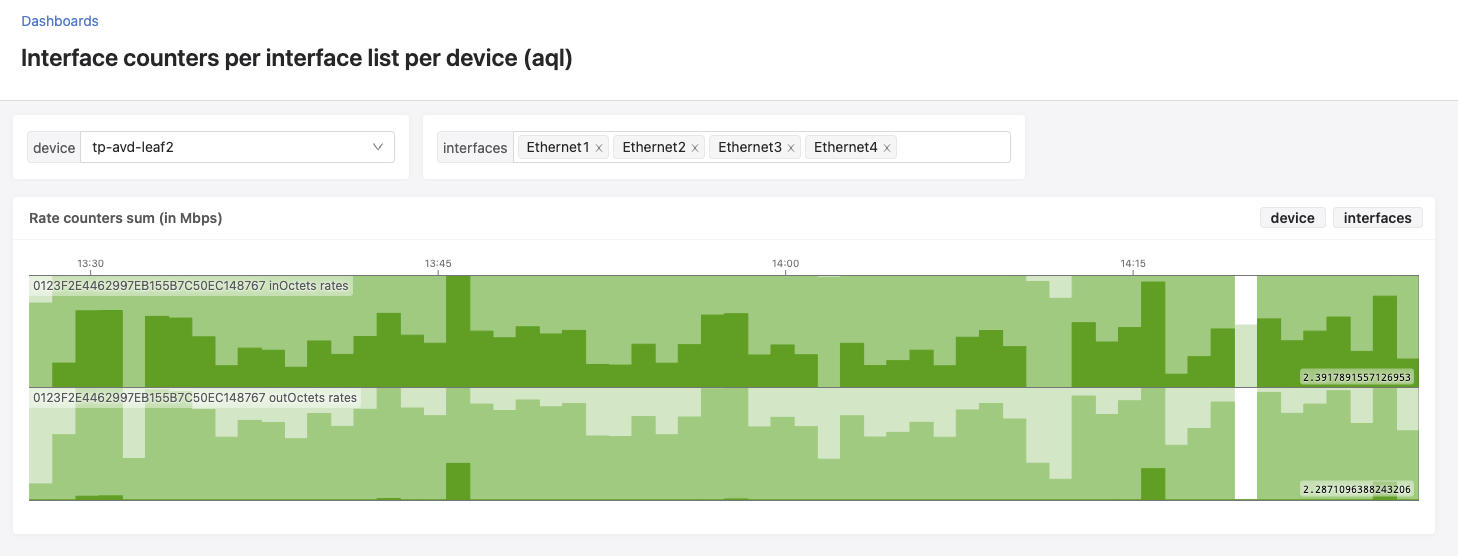 Dashboards
Interface counters per interface list per device (aql)
device tp-avd-leaf2
interfaces Ethernet1 × Ethernet2 × Ethernet3 × Ethernet4 ×
Rate counters sum (in Mbps) device interfaces
13:30 13:45 14:00 14:15
0123F2E4462997EB155B7C50EC148767 inOctets rates
2.3917891557126953
0123F2E4462997EB155B7C50EC148767 outOctets rates
2.2871096388243206